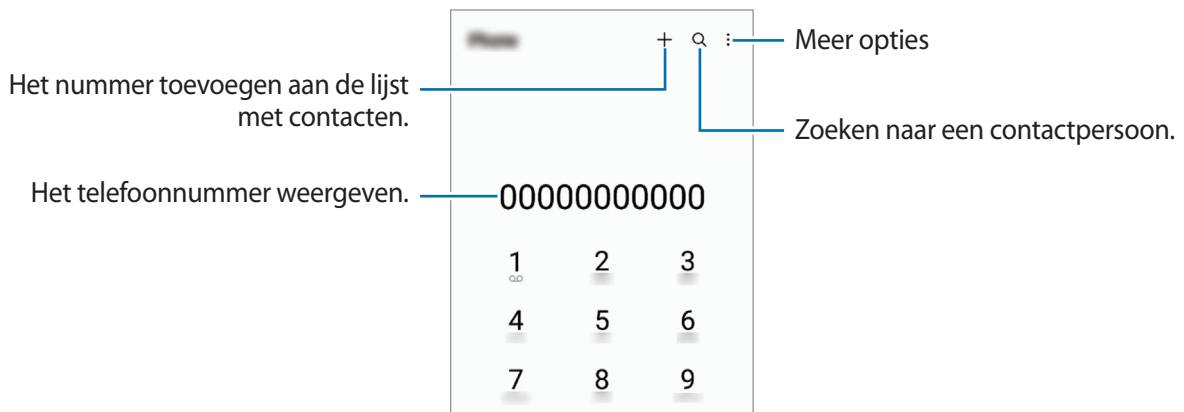 Meer opties
Het nummer toevoegen aan de lijst
met contacten.
Zoeken naar een contactpersoon.
Het telefoonnummer weergeven.
00000000000
1 2 3
4 5 6
7 8 9